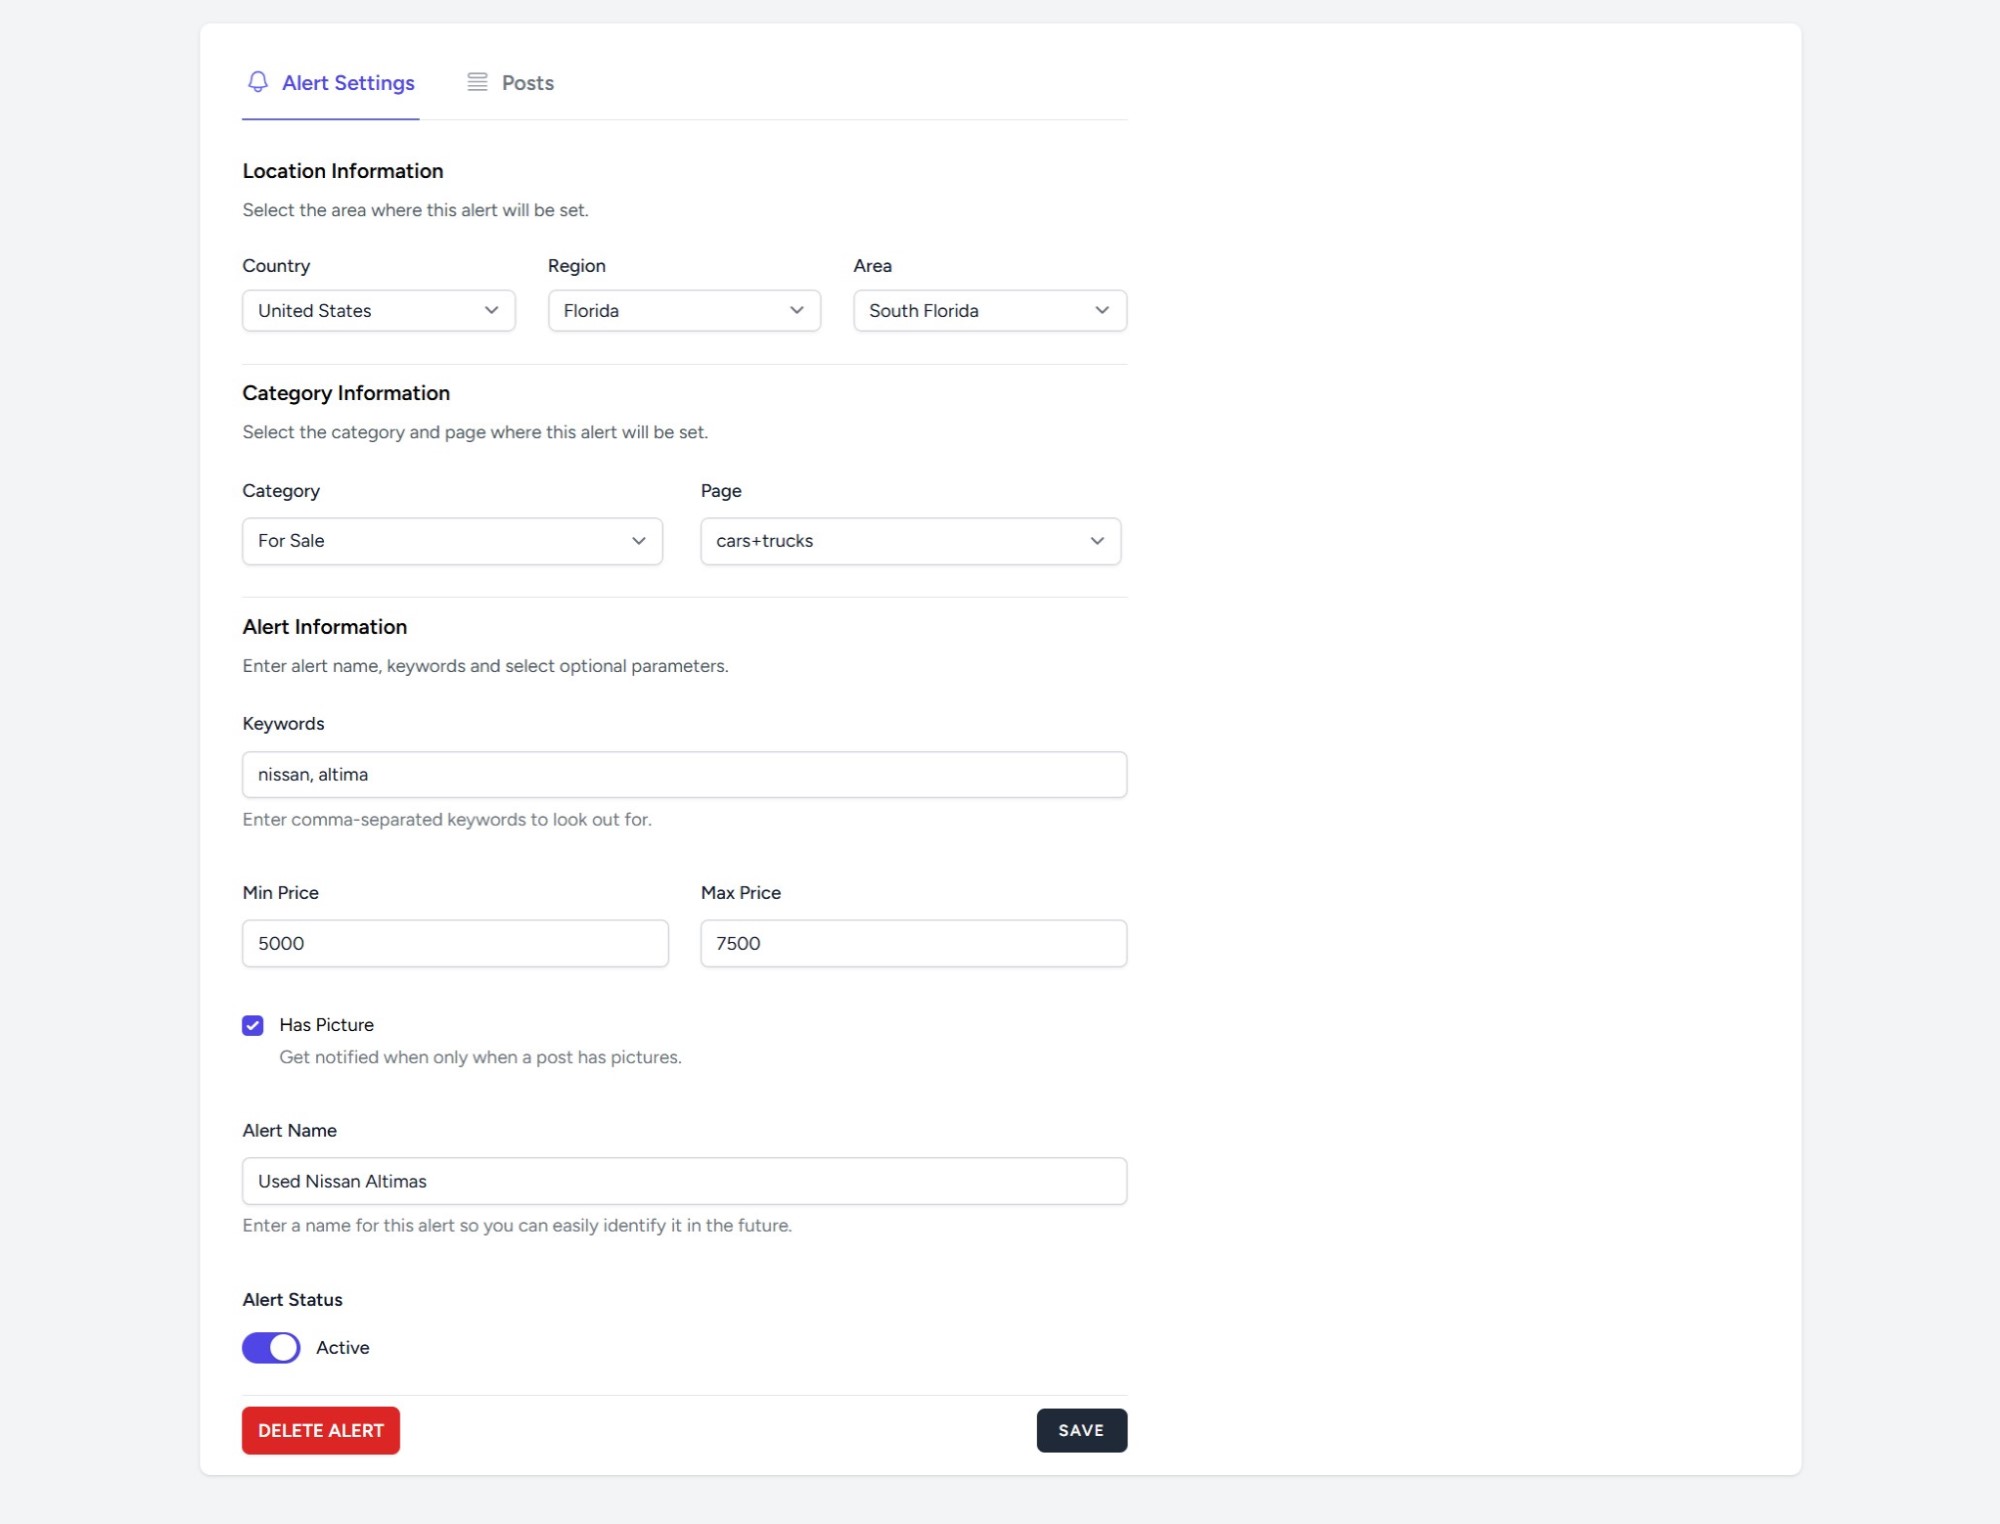 Alert Settings Posts
Location Information
Select the area where this alert will be set.
Country Region Area
United States Florida South Florida
Category Information
Select the category and page where this alert will be set.
Category Page
For Sale cars+trucks
Alert Information
Enter alert name, keywords and select optional parameters.
Keywords
nissan, altima
Enter comma-separated keywords to look out for.
Min Price Max Price
5000 7500
Has Picture
Get notified when only when a post has pictures.
Alert Name
Used Nissan Altimas
Enter a name for this alert so you can easily identify it in the future.
Alert Status
Active
DELETE ALERT SAVE